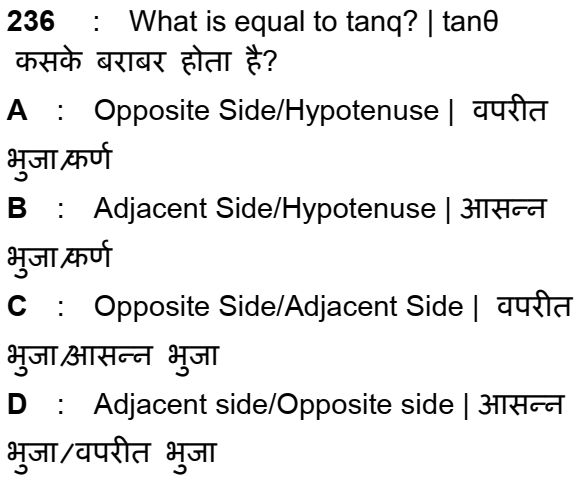 236 : What is equal to tanq? | tanθ
कसके बराबर होता है?
A : Opposite Side/Hypotenuse | वपरीत
भुजा/कर्ण
B : Adjacent Side/Hypotenuse | आसन्न
भुजा/कर्ण
C : Opposite Side/Adjacent Side | वपरीत
भुजा/आसन्न भुजा
D : Adjacent side/Opposite side | आसन्न
भुजा/वपरीत भुजा